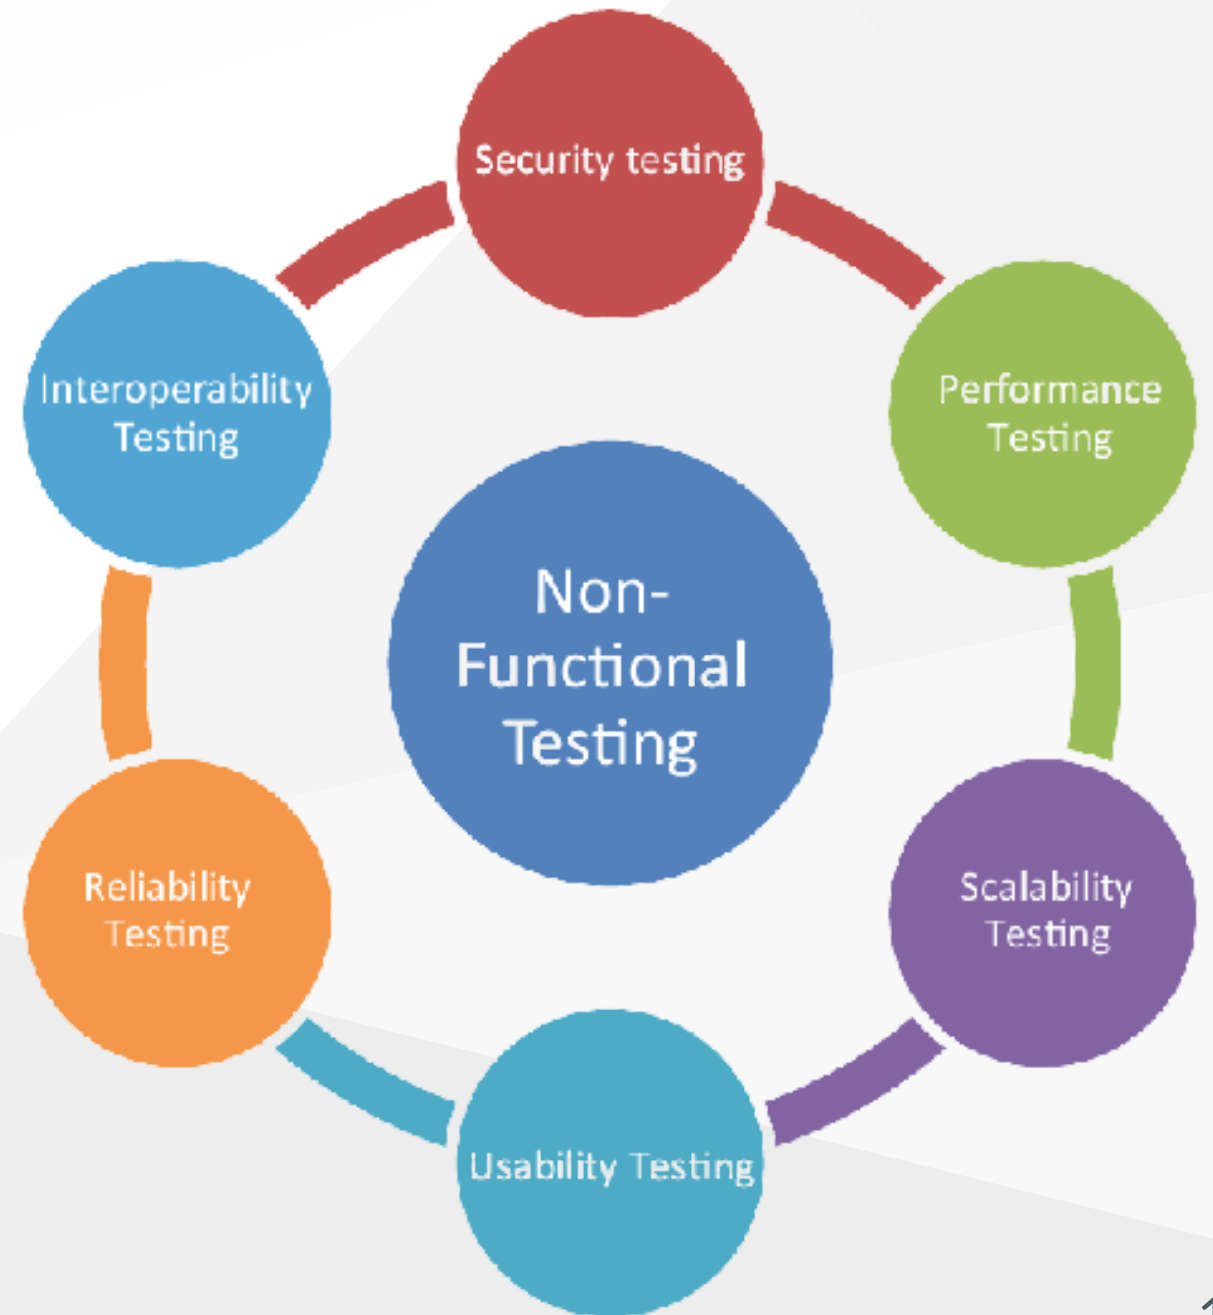 Security testing
Performance
Testing
Scalability
Testing
Usability Testing
Reliability
Testing
Interoperability
Testing
Non-
Functional
Testing